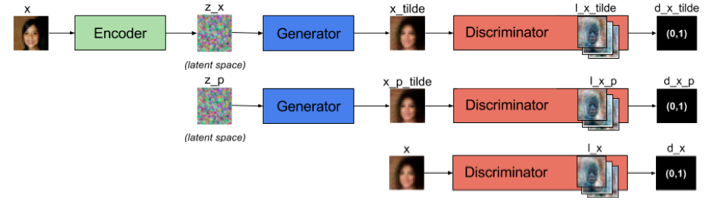 x z_x x_tilde l_x_tilde d_x_tilde
Encoder Generator Discriminator (0,1)
(latent space)
z_p x_p_tilde l_x_p d_x_p
Generator Discriminator (0,1)
(latent space)
x l_x d_x
Discriminator (0,1)